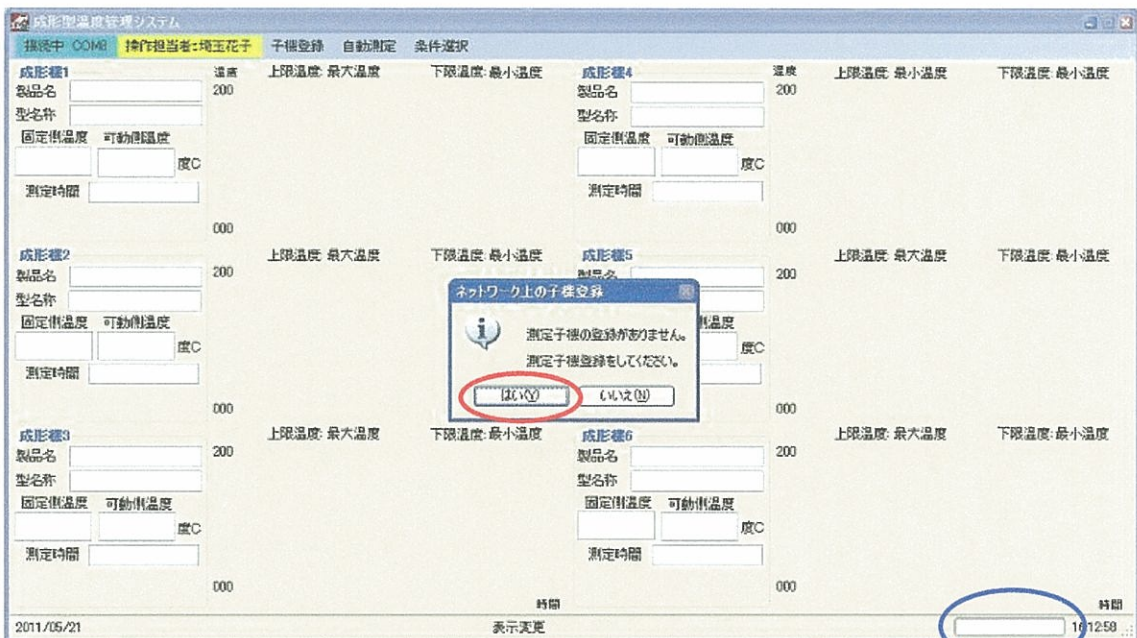 成形型温度管理システム
接続中 COM8 操作担当者:埼玉花子 子機登録 自動測定 条件選択
成形機1 温度 上限温度:最大温度 下限温度:最小温度
製品名 200
型名称
固定側温度 可動側温度
度C
測定時間
000
成形機4 温度 上限温度:最小温度 下限温度:最小温度
製品名 200
型名称
固定側温度 可動側温度
度C
測定時間
000
成形機2 上限温度:最大温度 下限温度:最小温度
製品名 200
型名称
固定側温度 可動側温度
度C
測定時間
000
成形機5 上限温度:最大温度 下限温度:最小温度
製品名 200
側温度
度C
000
ネットワーク上の子機登録
測定子機の登録がありません。
測定子機登録をしてください。
はい(Y) いいえ(N)
成形機3 上限温度:最大温度 下限温度:最小温度
製品名 200
型名称
固定側温度 可動側温度
度C
測定時間
000
時間
成形機6 上限温度:最大温度 下限温度:最小温度
製品名 200
型名称
固定側温度 可動側温度
度C
測定時間
000
時間
2011/05/21 表示変更 16:12:58